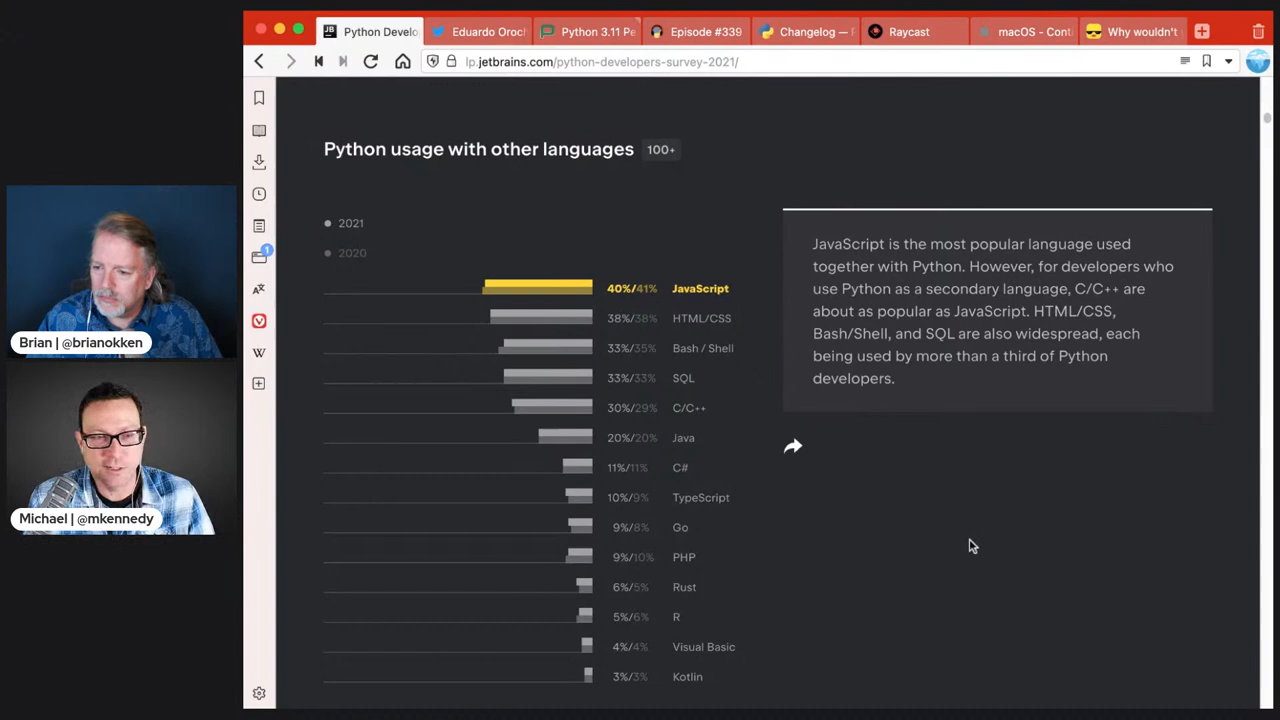 Python Develo
Eduardo Oroch
Python 3.11 Pe
Episode #339
Changelog —
Raycast
macOS - Conti
Why wouldn't
lp.jetbrains.com/python-developers-survey-2021/
1
Python usage with other languages 100+
2021
2020
40%/41% JavaScript
38%/38% HTML/CSS
33%/35% Bash / Shell
33%/33% SQL
30%/29% C/C++
20%/20% Java
11%/11% C#
10%/9% TypeScript
9%/8% Go
9%/10% PHP
6%/5% Rust
5%/6% R
4%/4% Visual Basic
3%/3% Kotlin
JavaScript is the most popular language used
together with Python. However, for developers who
use Python as a secondary language, C/C++ are
about as popular as JavaScript. HTML/CSS,
Bash/Shell, and SQL are also widespread, each
being used by more than a third of Python
developers.
Brian | @brianokken
Michael | @mkennedy